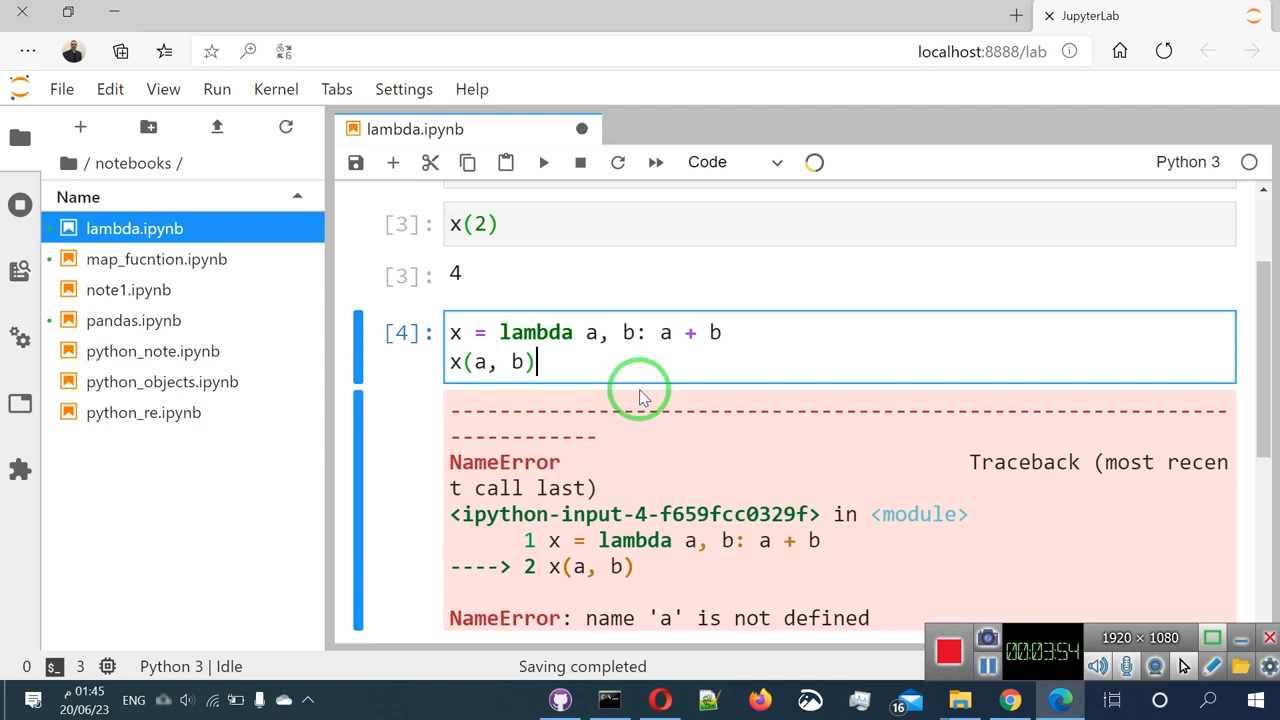 JupyterLab
localhost:8888/lab
File Edit View Run Kernel Tabs Settings Help
lambda.ipynb
/ notebooks /
Code
Python 3
Name
lambda.ipynb
map_fucntion.ipynb
note1.ipynb
pandas.ipynb
python_note.ipynb
python_objects.ipynb
python_re.ipynb
[3]: x(2)
[3]: 4
[4]: x = lambda a, b: a + b
x(a, b)
---------------------------------------------------------------
------------
NameError Traceback (most recen
t call last)
<ipython-input-4-f659fcc0329f> in <module>
1 x = lambda a, b: a + b
----> 2 x(a, b)
NameError: name 'a' is not defined
00:03:54
1920 × 1080
0 3 Python 3 | Idle
Saving completed
01:45 م
20/06/23
ENG
16